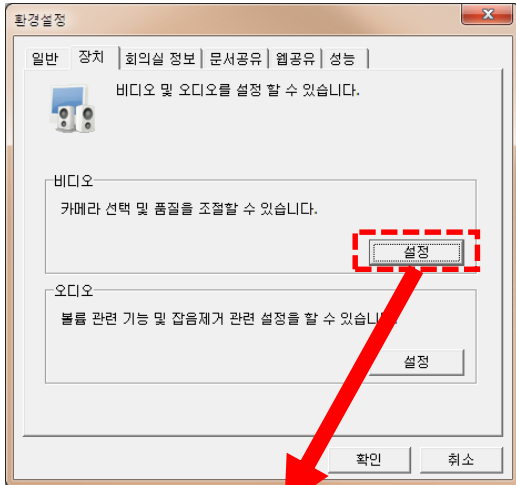 환경설정
일반 장치 회의실 정보 문서공유 웹공유 성능
비디오 및 오디오를 설정 할 수 있습니다.
비디오
카메라 선택 및 품질을 조절할 수 있습니다.
설정
오디오
볼륨 관련 기능 및 잡음제거 관련 설정을 할 수 있습니다.
설정
확인 취소